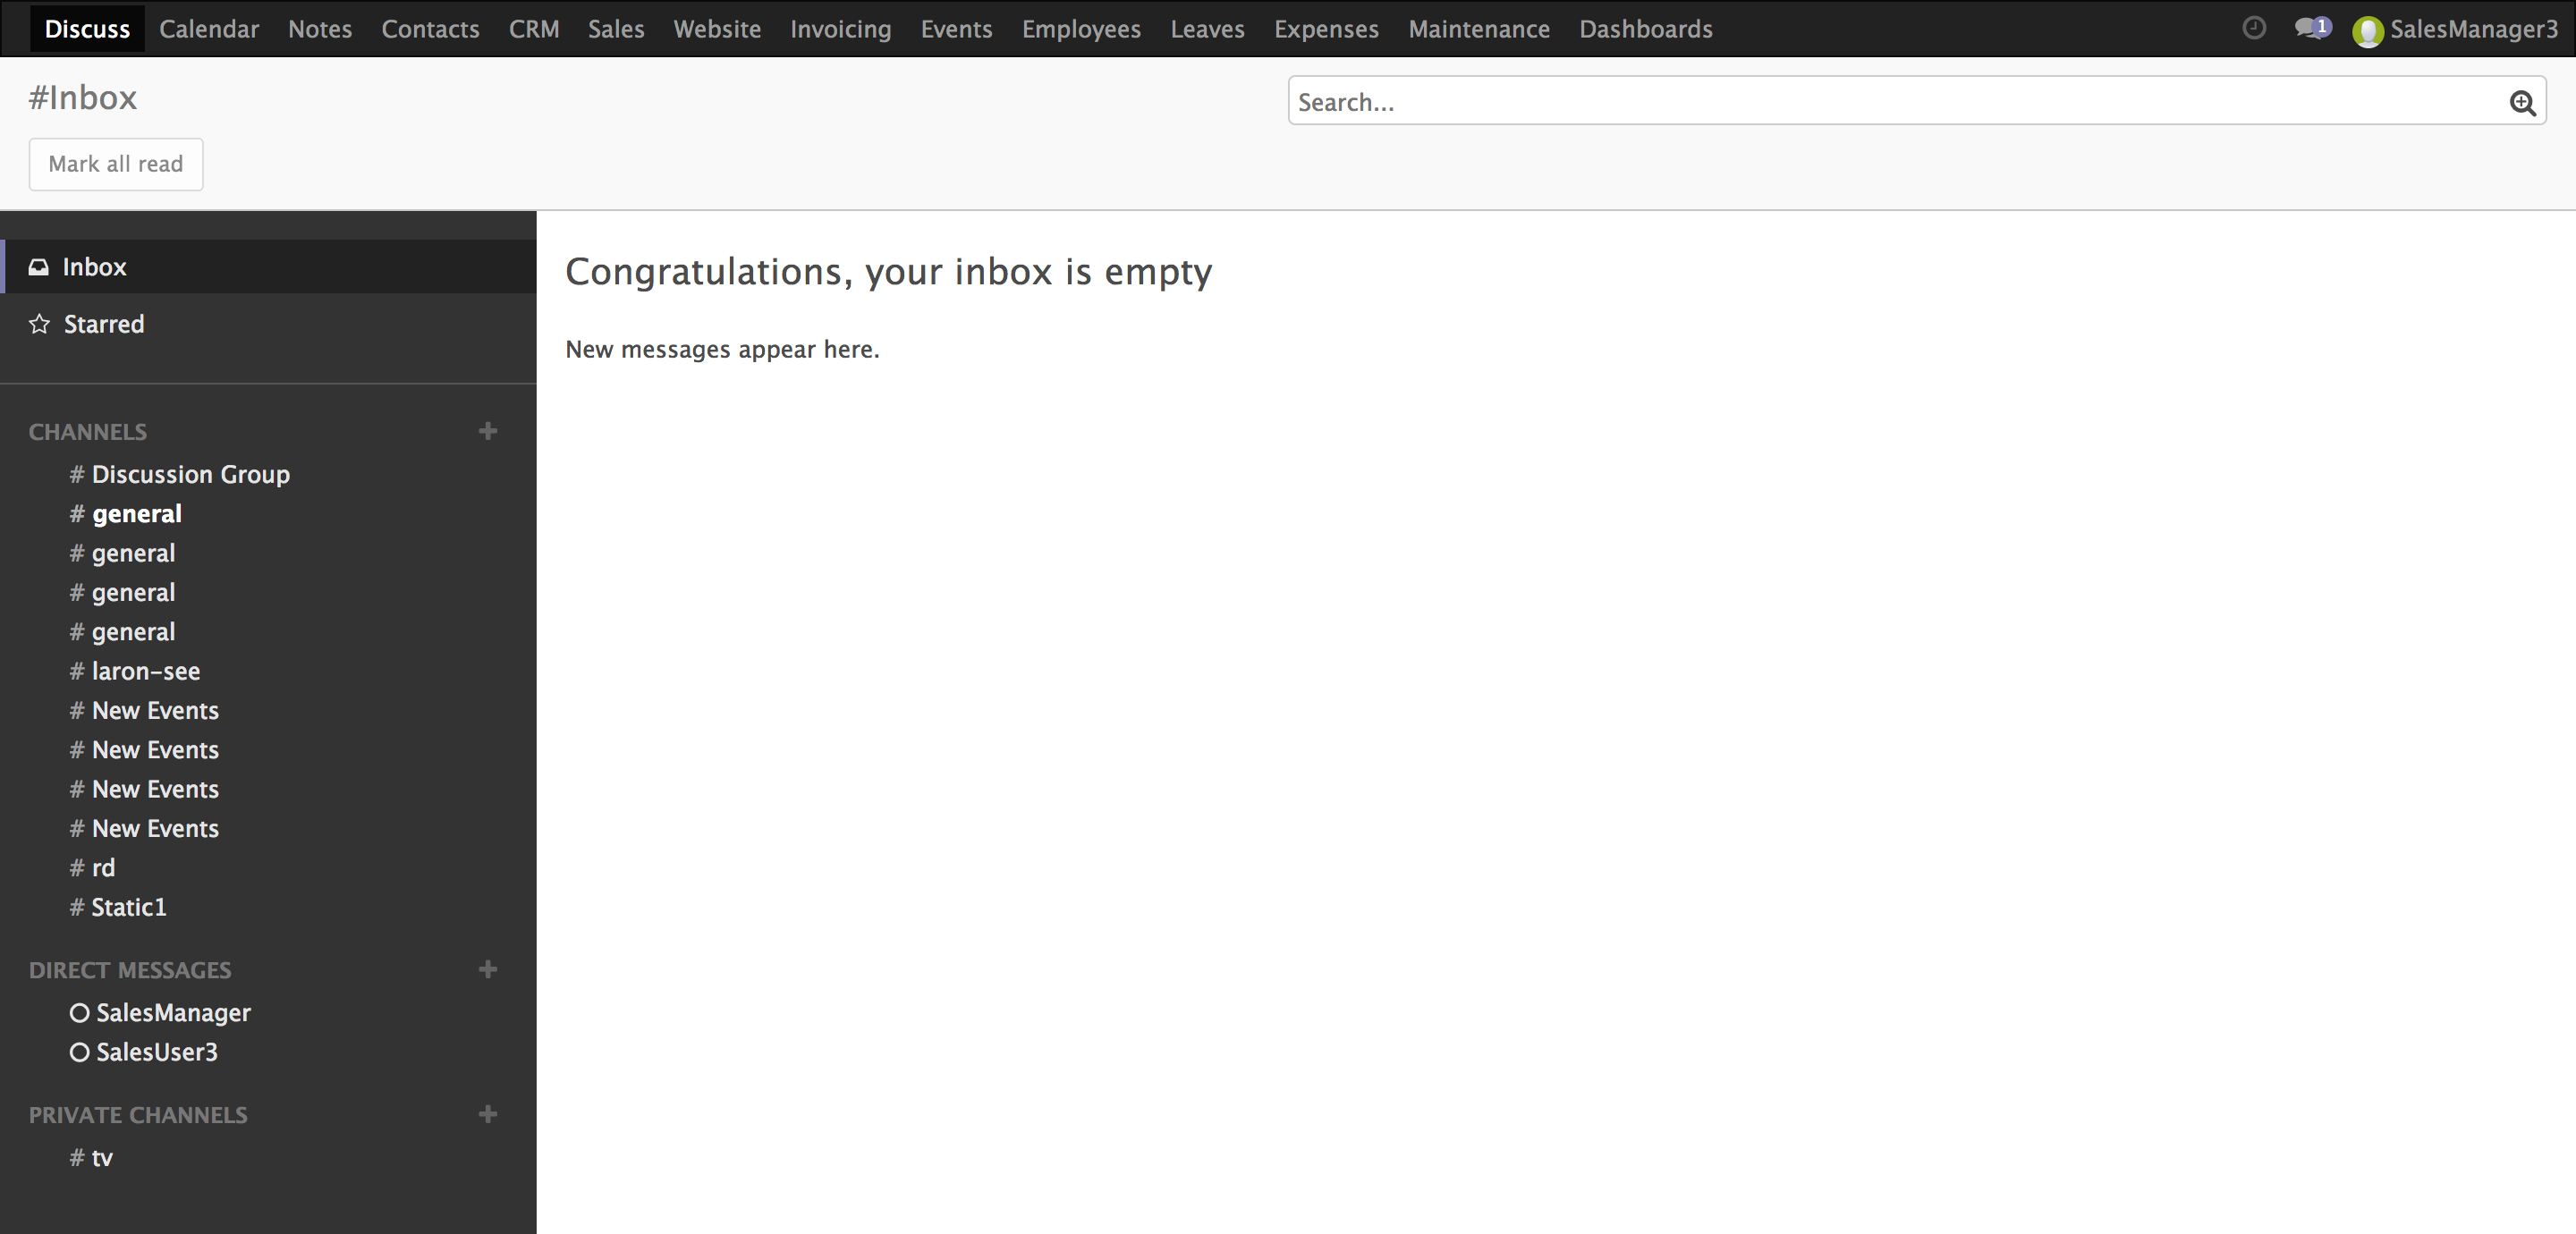 Discuss Calendar Notes Contacts CRM Sales Website Invoicing Events Employees Leaves Expenses Maintenance Dashboards 1 SalesManager3
#Inbox
Search...
Mark all read
Inbox
Starred
CHANNELS
# Discussion Group
# general
# general
# general
# general
# laron-see
# New Events
# New Events
# New Events
# New Events
# rd
# Static1
DIRECT MESSAGES
SalesManager
SalesUser3
PRIVATE CHANNELS
# tv
Congratulations, your inbox is empty
New messages appear here.